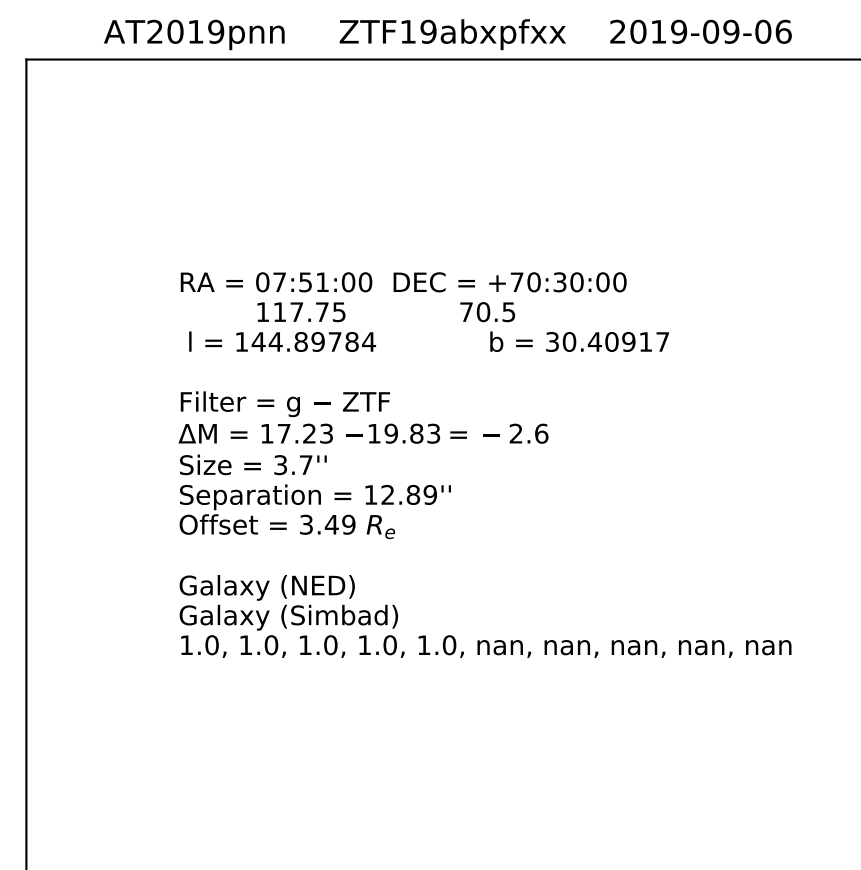 AT2019pnn ZTF19abxpfxx 2019-09-06
RA = 07:51:00 DEC = +70:30:00
117.75 70.5
l = 144.89784 b = 30.40917
Filter = g − ZTF
ΔM = 17.23 −19.83 = − 2.6
Size = 3.7''
Separation = 12.89''
Offset = 3.49 Re
Galaxy (NED)
Galaxy (Simbad)
1.0, 1.0, 1.0, 1.0, 1.0, nan, nan, nan, nan, nan